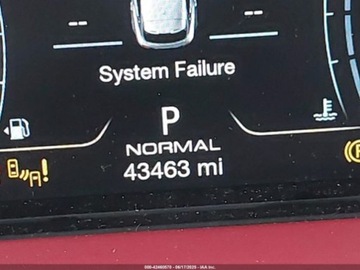 -- --
System Failure
P
NORMAL
43463 mi